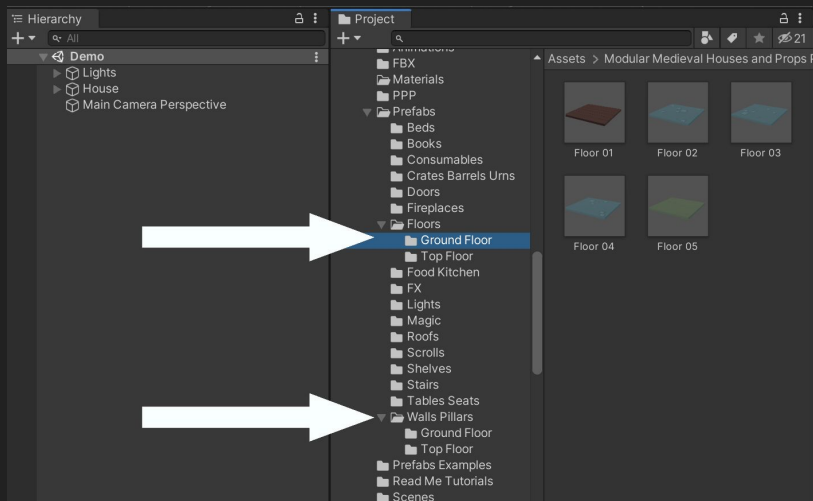 Hierarchy
All
Demo
Lights
House
Main Camera Perspective
Project
21
Animations
FBX
Materials
PPP
Prefabs
Beds
Books
Consumables
Crates Barrels Urns
Doors
Fireplaces
Floors
Ground Floor
Top Floor
Food Kitchen
FX
Lights
Magic
Roofs
Scrolls
Shelves
Stairs
Tables Seats
Walls Pillars
Ground Floor
Top Floor
Prefabs Examples
Read Me Tutorials
Scenes
Assets > Modular Medieval Houses and Props P
Floor 01 Floor 02 Floor 03
Floor 04 Floor 05